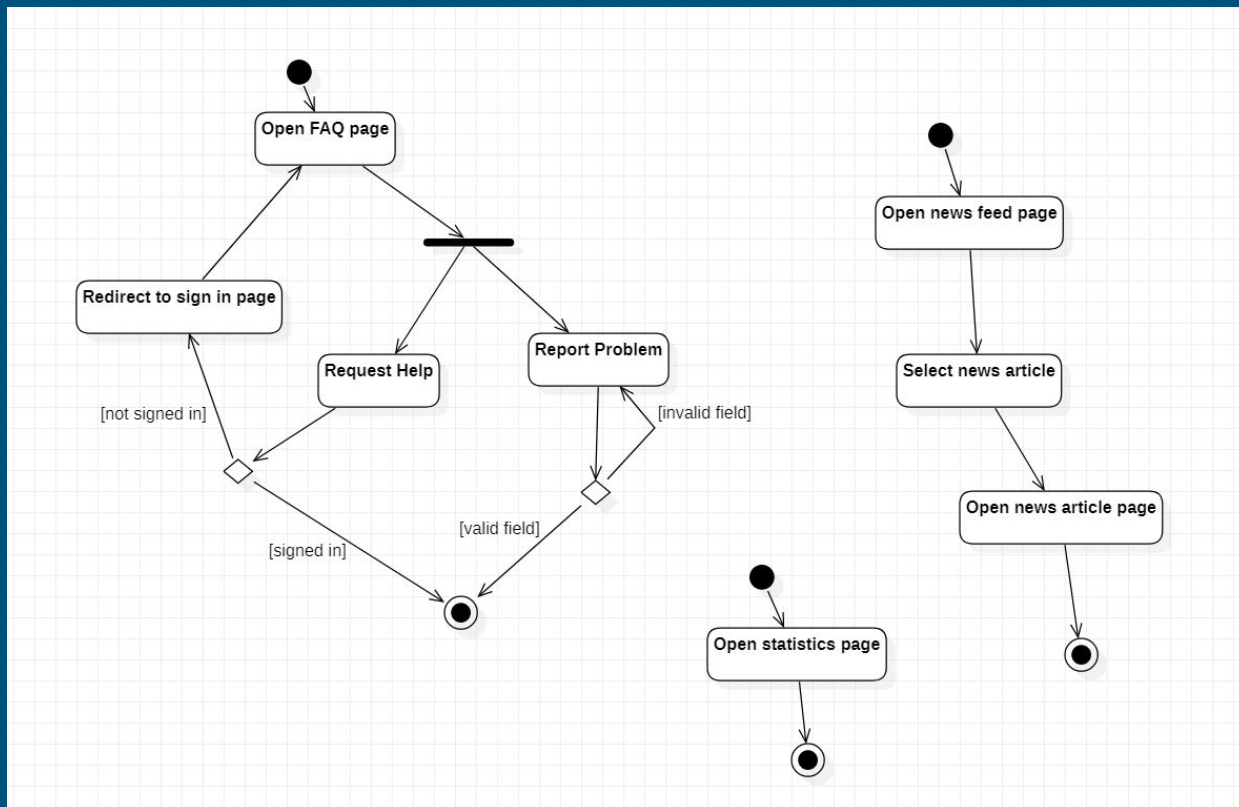 Open FAQ page
Redirect to sign in page
Request Help
Report Problem
[not signed in]
[invalid field]
[signed in]
[valid field]
Open news feed page
Select news article
Open news article page
Open statistics page